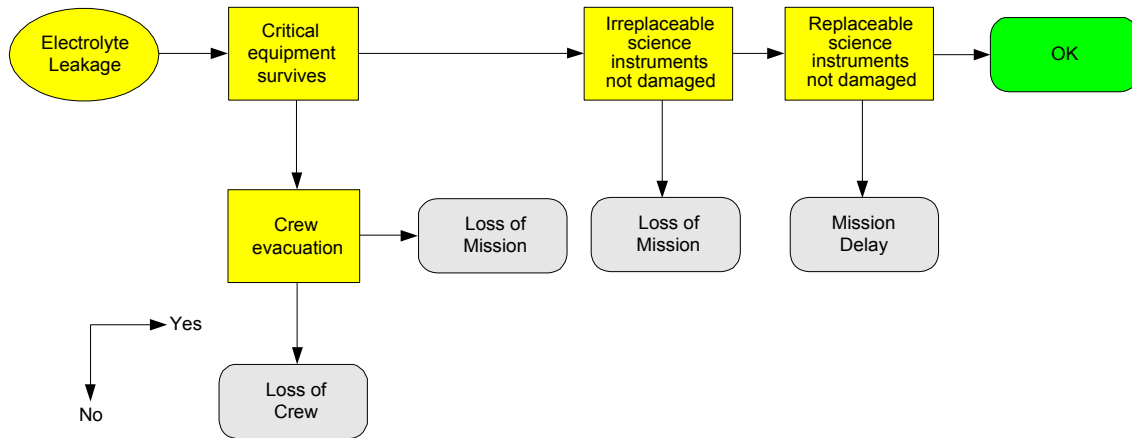 Electrolyte
Leakage
Critical
equipment
survives
Irreplaceable
science
instruments
not damaged
Replaceable
science
instruments
not damaged
OK
Crew
evacuation
Loss of
Mission
Loss of
Mission
Mission
Delay
Yes
No
Loss of
Crew